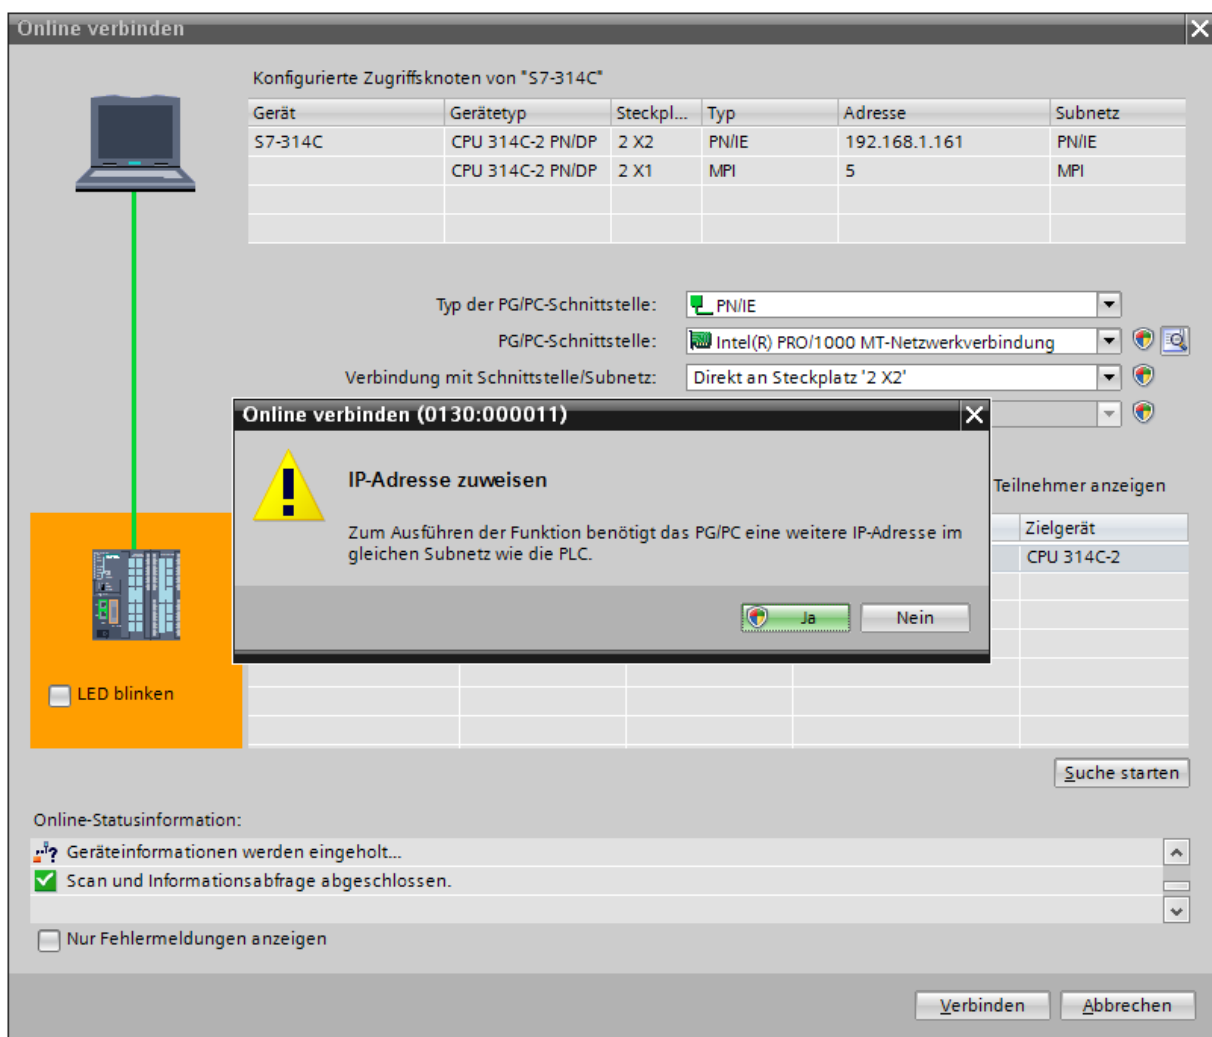 Online verbinden
Konfigurierte Zugriffsknoten von "S7-314C"
Gerät Gerätetyp Steckpl... Typ Adresse Subnetz
S7-314C CPU 314C-2 PN/DP 2 X2 PN/IE 192.168.1.161 PN/IE
CPU 314C-2 PN/DP 2 X1 MPI 5 MPI
Typ der PG/PC-Schnittstelle: PN/IE
PG/PC-Schnittstelle: Intel(R) PRO/1000 MT-Netzwerkverbindung
Verbindung mit Schnittstelle/Subnetz: Direkt an Steckplatz '2 X2'
Online verbinden (0130:000011)
IP-Adresse zuweisen
Zum Ausführen der Funktion benötigt das PG/PC eine weitere IP-Adresse im
gleichen Subnetz wie die PLC.
Ja Nein
Teilnehmer anzeigen
Zielgerät
CPU 314C-2
LED blinken
Suche starten
Online-Statusinformation:
Geräteinformationen werden eingeholt...
Scan und Informationsabfrage abgeschlossen.
Nur Fehlermeldungen anzeigen
Verbinden Abbrechen